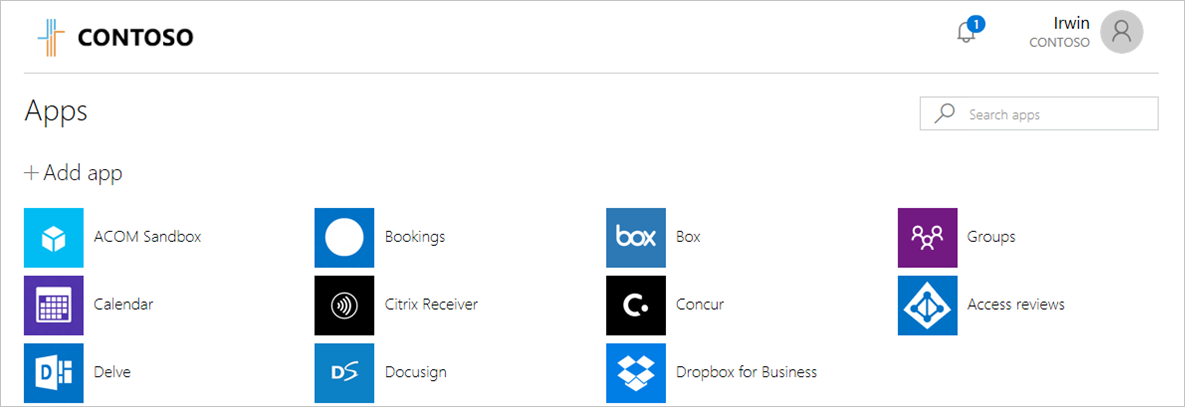 CONTOSO
1
Irwin
CONTOSO
Apps
Search apps
+ Add app
ACOM Sandbox
Bookings
box
Box
Groups
Calendar
Citrix Receiver
C.
Concur
Access reviews
D
Delve
DS
Docusign
Dropbox for Business